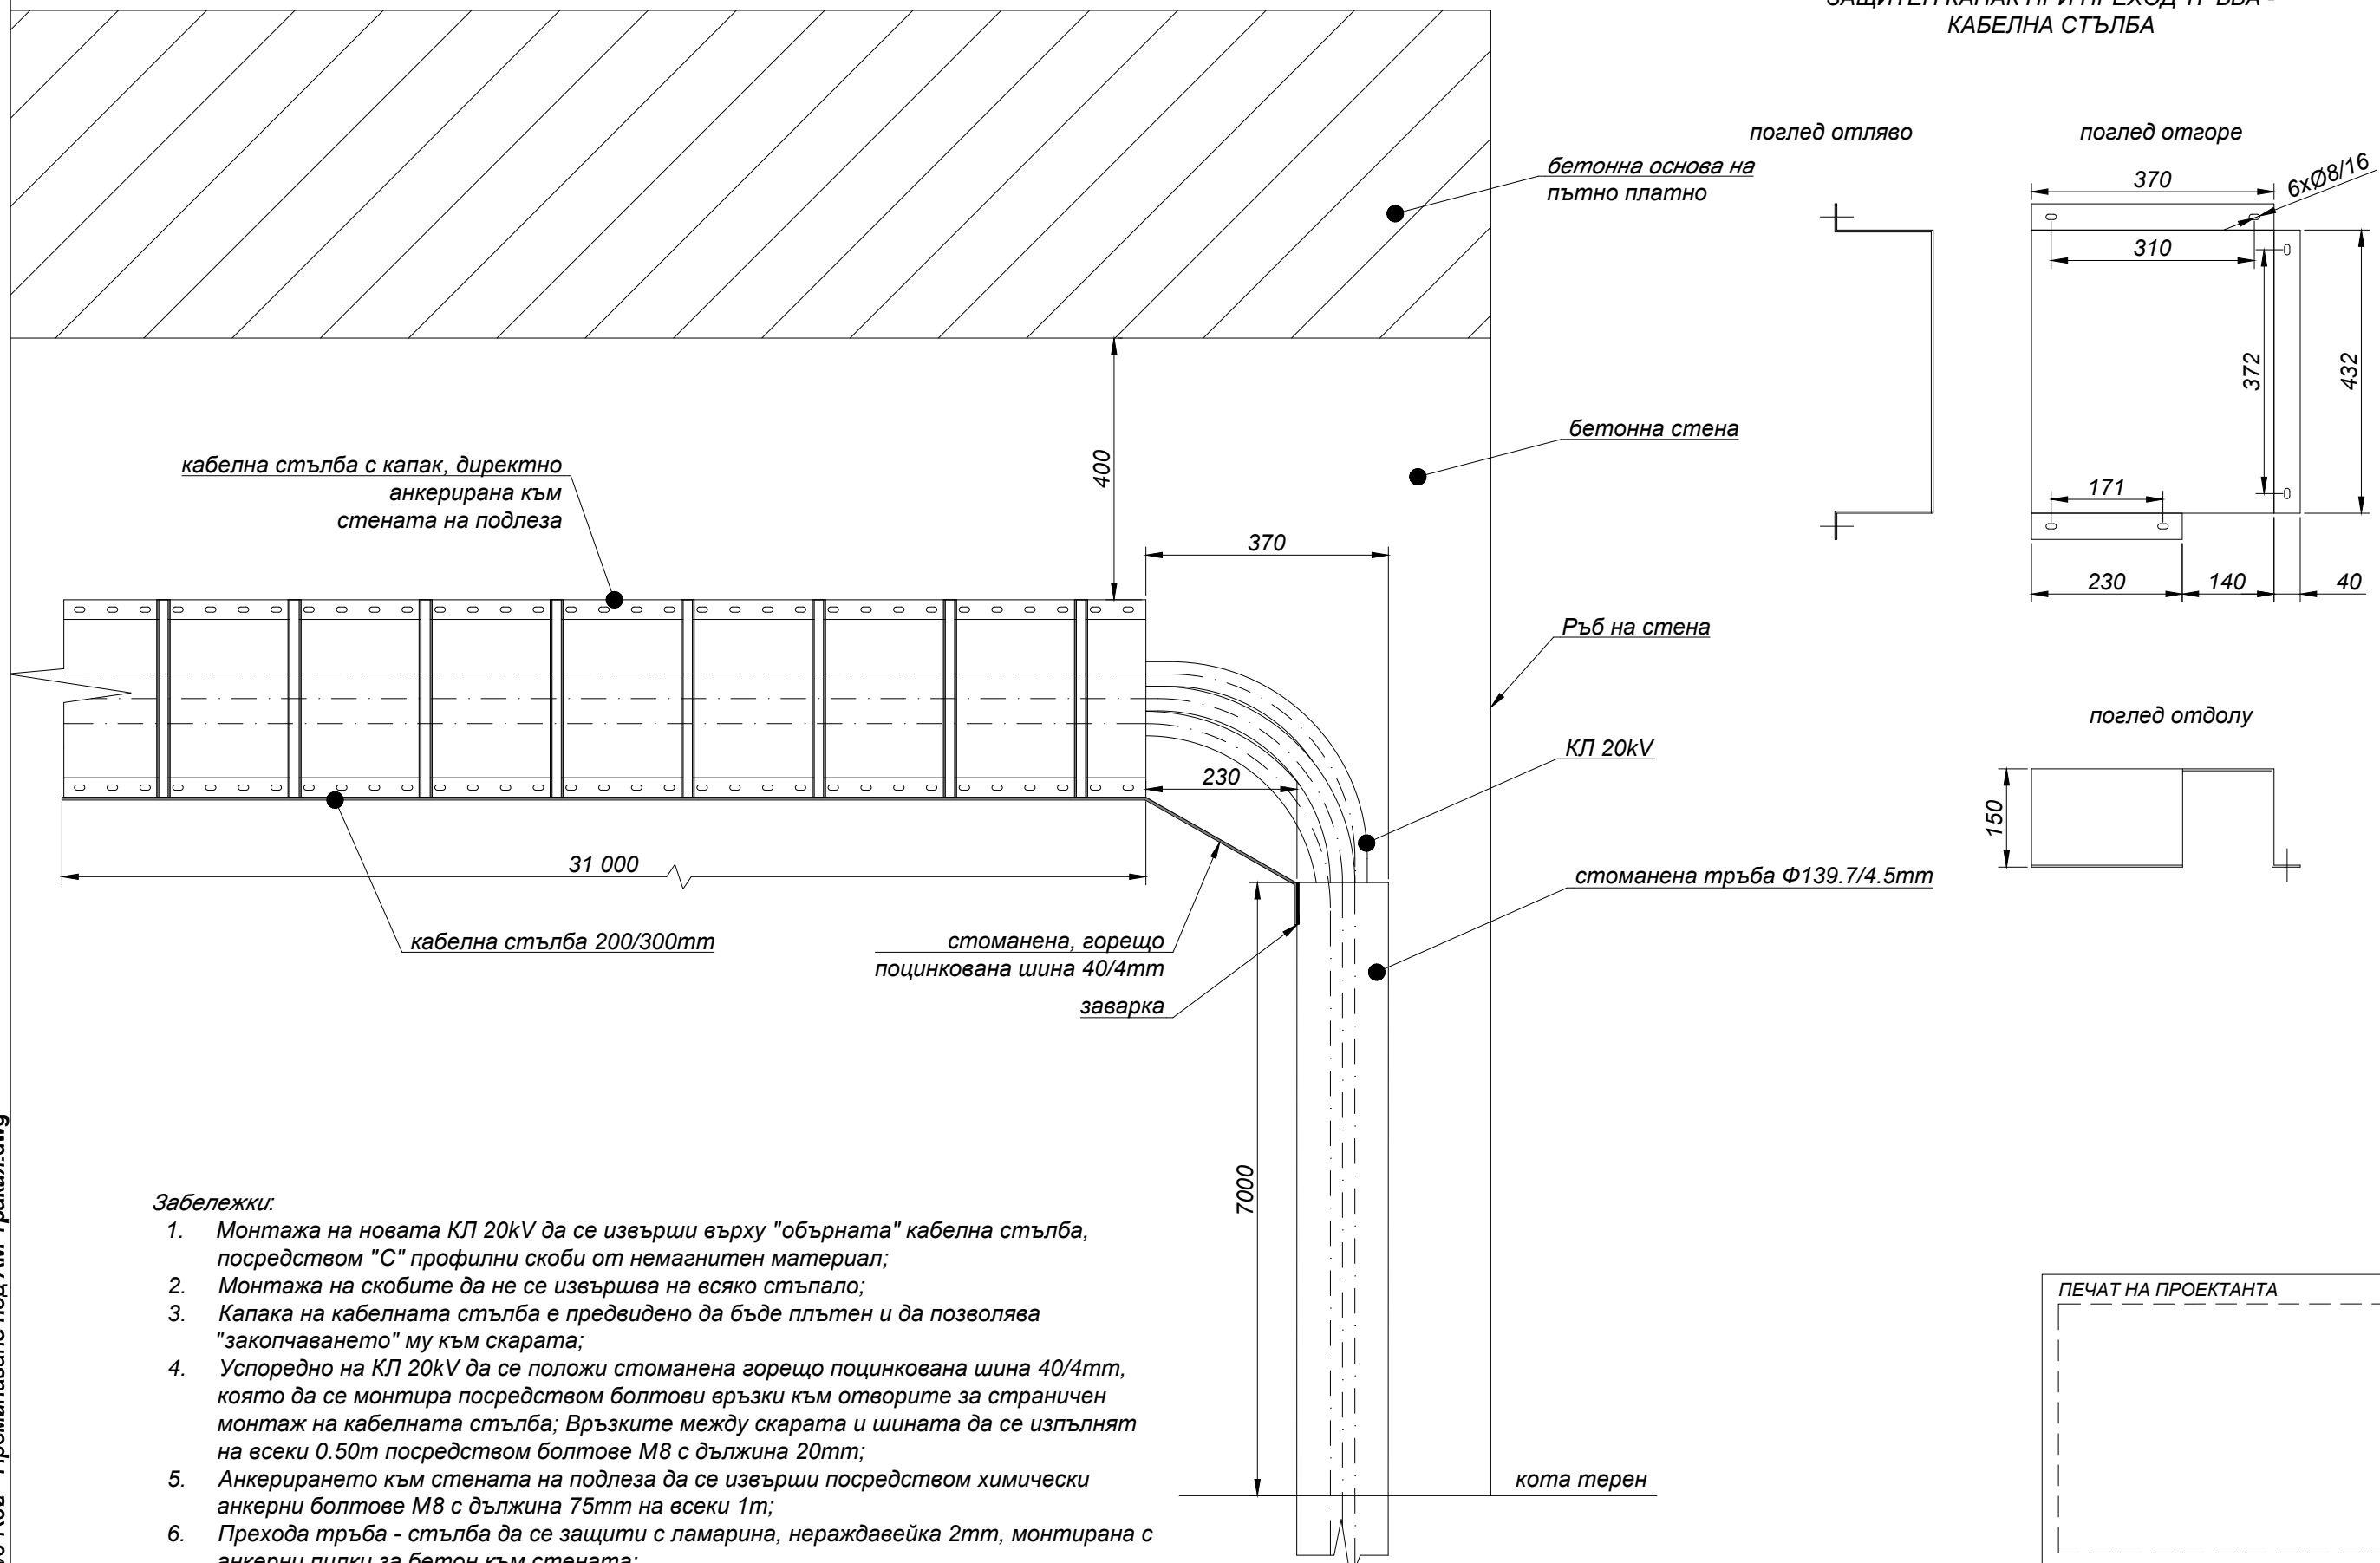 КАБЕЛНА СТЪЛБА
поглед отляво
поглед отгоре
бетонна основа на
пътно платно
370
6xØ8/16
310
372
432
171
230
140
40
бетонна стена
400
кабелна стълба с капак, директно
анкерирана към
стената на подлеза
370
Ръб на стена
поглед отдолу
КЛ 20kV
230
150
31 000
стоманена тръба Ф139.7/4.5mm
кабелна стълба 200/300mm
стоманена, горещо
поцинкована шина 40/4mm
заварка
7000
кота терен
Забележки:
1. Монтажа на новата КЛ 20kV да се извърши върху "обърната" кабелна стълба,
посредством "С" профилни скоби от немагнитен материал;
2. Монтажа на скобите да не се извършва на всяко стъпало;
3. Капака на кабелната стълба е предвидено да бъде плътен и да позволява
"закопчаването" му към скарата;
4. Успоредно на КЛ 20kV да се положи стоманена горещо поцинкована шина 40/4mm,
която да се монтира посредством болтови връзки към отворите за страничен
монтаж на кабелната стълба; Връзките между скарата и шината да се изпълнят
на всеки 0.50m посредством болтове М8 с дължина 20mm;
5. Анкерирането към стената на подлеза да се извърши посредством химически
анкерни болтове М8 с дължина 75mm на всеки 1m;
6. Прехода тръба - стълба да се защити с ламарина, нераждавейка 2mm, монтирана с
анкерни пилки за бетон към стената;
ПЕЧАТ НА ПРОЕКТАНТА